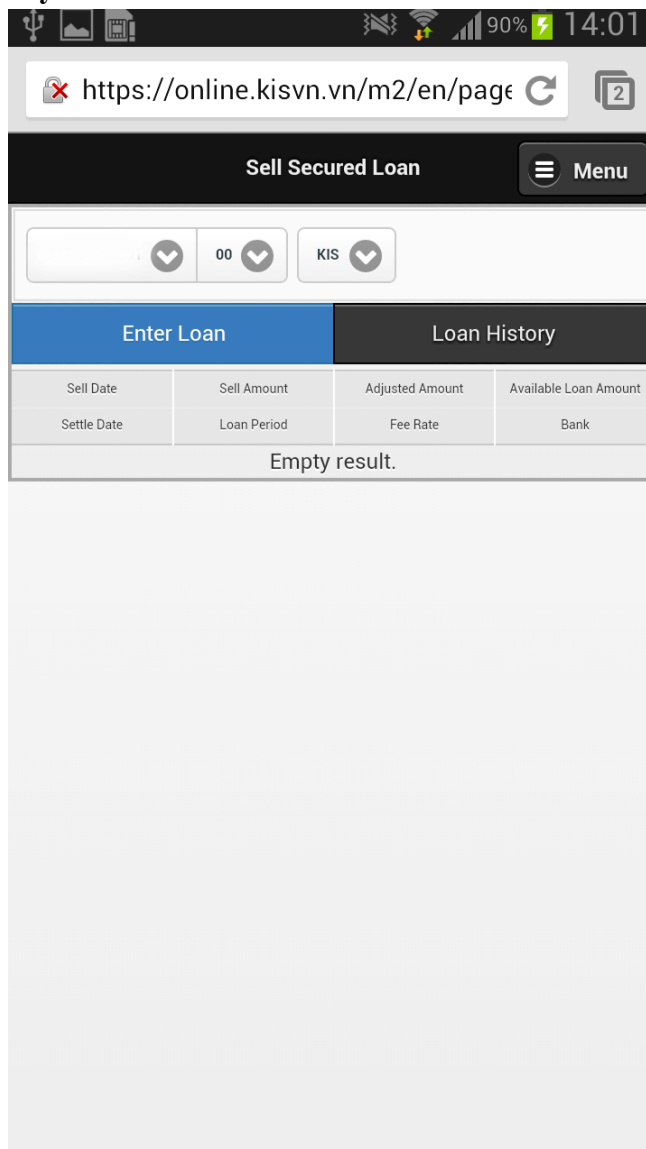 90% 14:01
https://online.kisvn.vn/m2/en/page 2
Sell Secured Loan Menu
00 KIS
Enter Loan Loan History
Sell Date Sell Amount Adjusted Amount Available Loan Amount
Settle Date Loan Period Fee Rate Bank
Empty result.